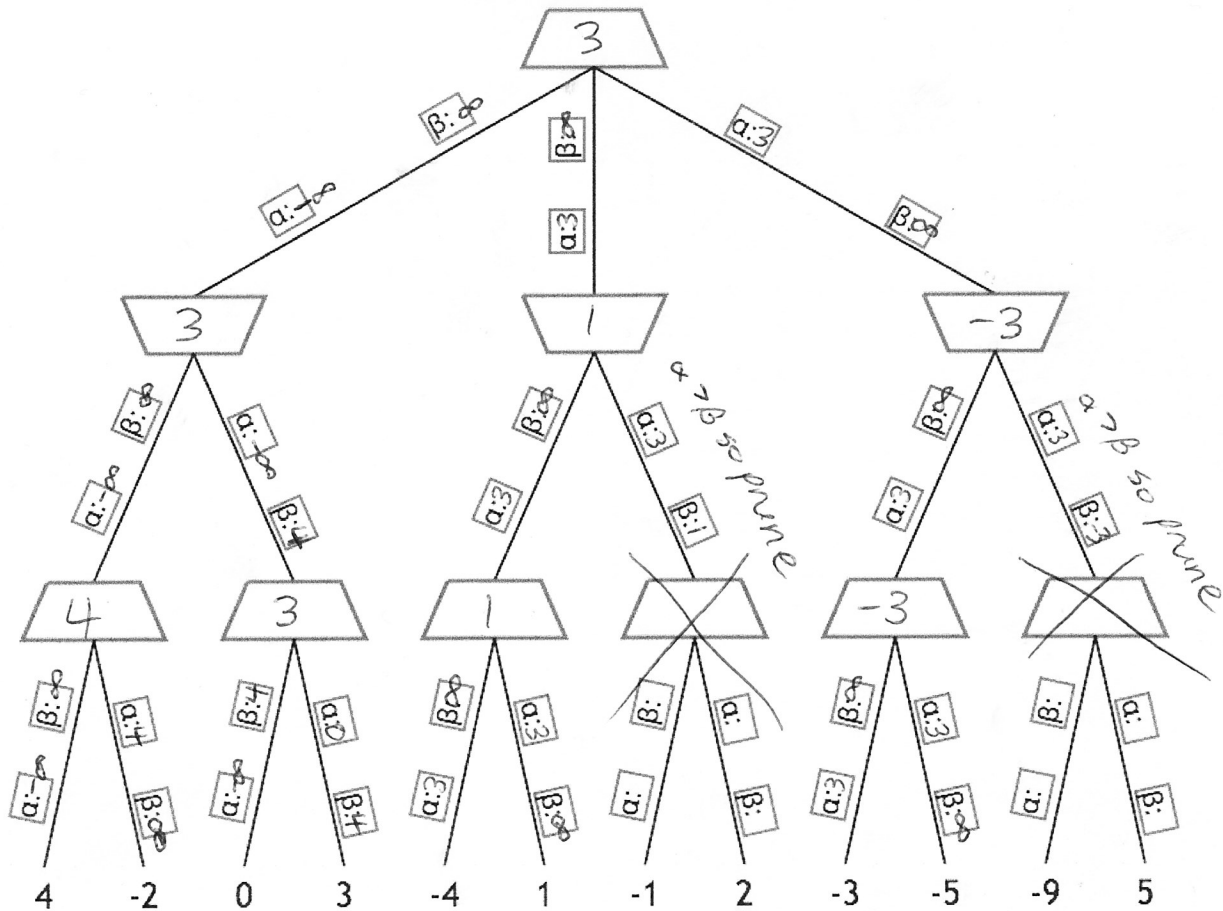 3
β:∞ β:∞ α:3
α:-∞ α:3 β:∞
3 1 -3
β:∞ α:-∞ β:∞ α:3 α>β so prune β:∞ α:3 α>β so prune
α:-∞ β:4 α:3 β:1 α:3 β:-3
4 3 1 -3
β:∞ α:4 β:4 α:0 β:∞ α:3 β: α: β:∞ α:3 β: α:
α:-∞ β:∞ α:-∞ β:4 α:3 β:∞ α: β: α:3 β:∞ α: β:
4 -2 0 3 -4 1 -1 2 -3 -5 -9 5